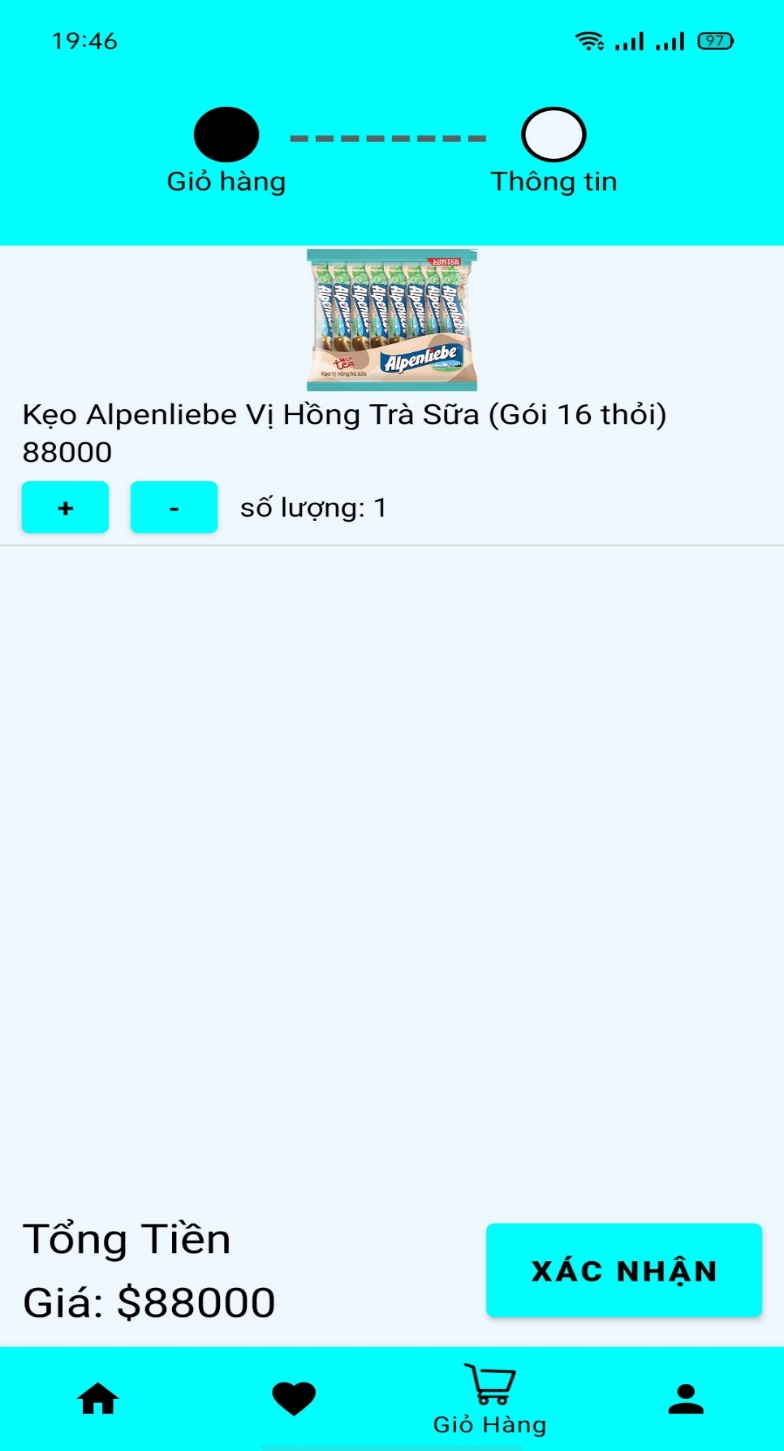 19:46
97
Giỏ hàng
Thông tin
Alpenliebe
Kẹo Alpenliebe Vị Hồng Trà Sữa (Gói 16 thỏi)
88000
+
-
số lượng: 1
Tổng Tiền
Giá: $88000
XÁC NHẬN
Giỏ Hàng